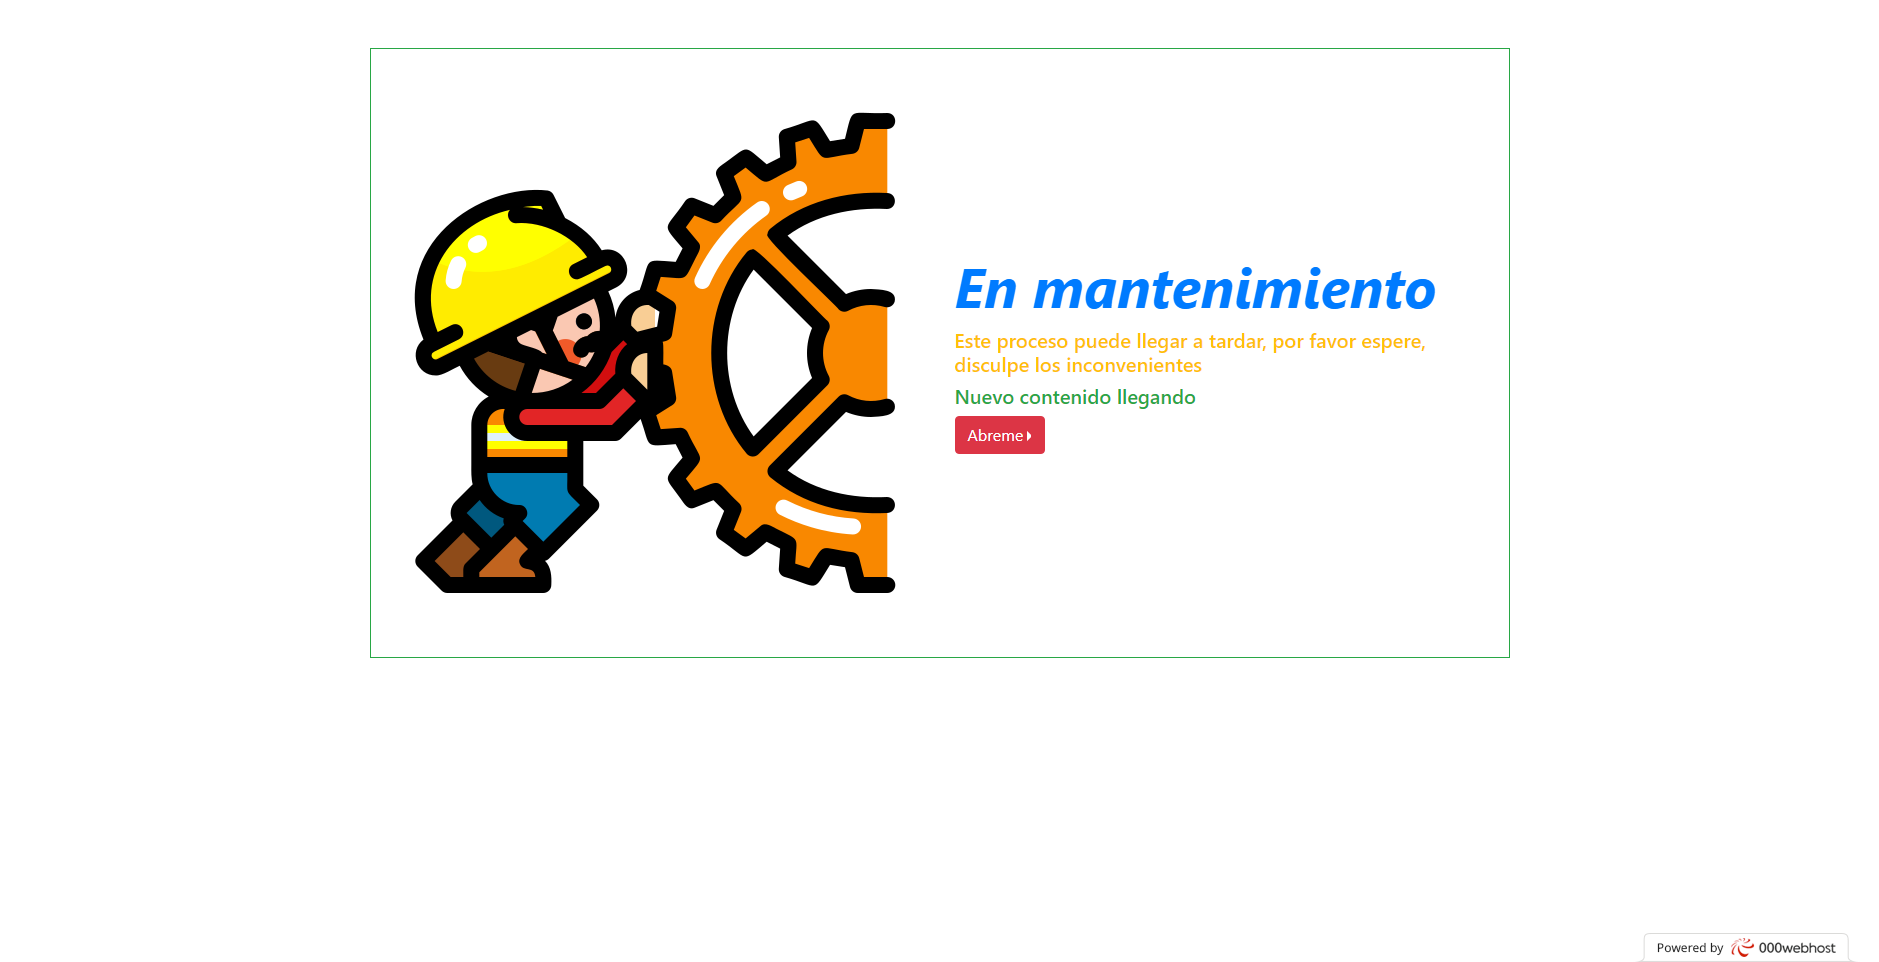 En mantenimiento
Este proceso puede llegar a tardar, por favor espere,
disculpe los inconvenientes
Nuevo contenido llegando
Abreme
Powered by 000webhost